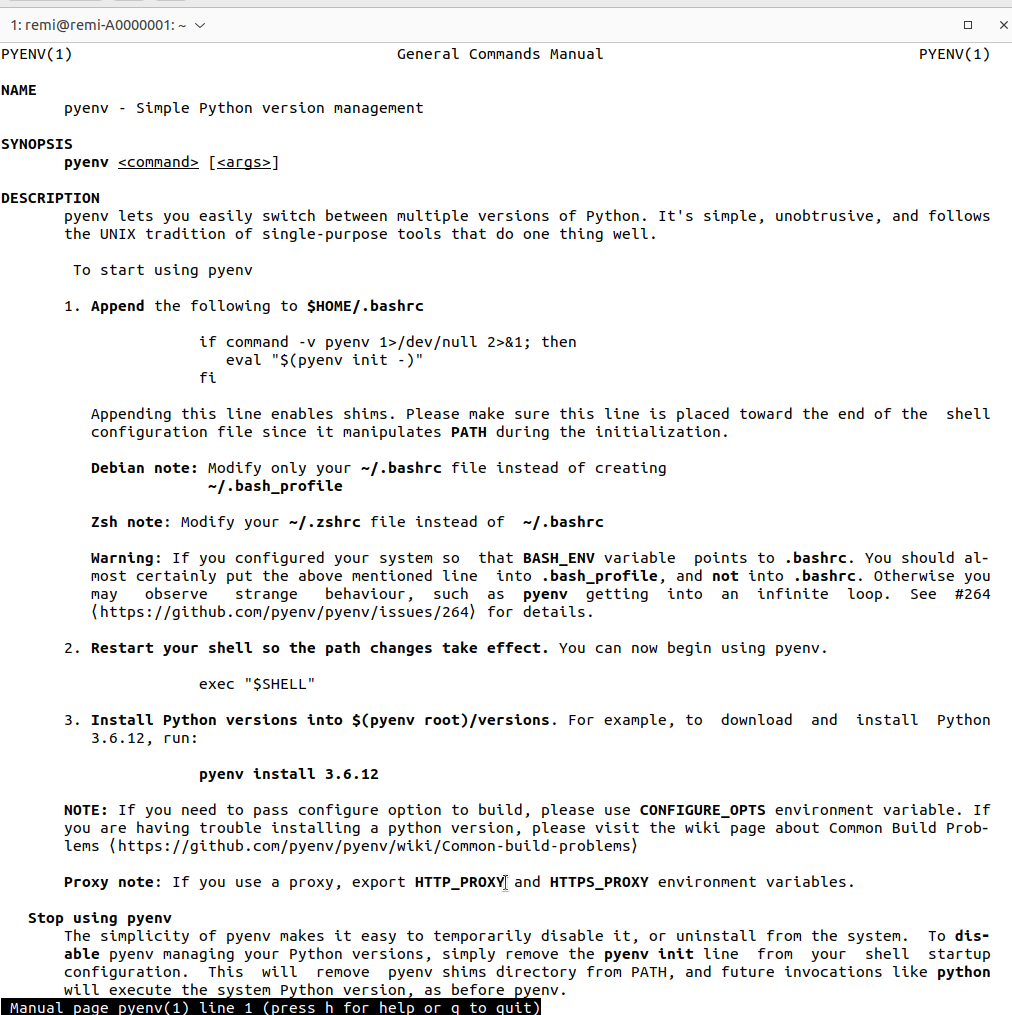 1: remi@remi-A0000001: ~
PYENV(1) General Commands Manual PYENV(1)
NAME
pyenv - Simple Python version management
SYNOPSIS
pyenv <command> [<args>]
DESCRIPTION
pyenv lets you easily switch between multiple versions of Python. It's simple, unobtrusive, and follows
the UNIX tradition of single-purpose tools that do one thing well.
To start using pyenv
1. Append the following to $HOME/.bashrc
if command -v pyenv 1>/dev/null 2>&1; then
eval "$(pyenv init -)"
fi
Appending this line enables shims. Please make sure this line is placed toward the end of the shell
configuration file since it manipulates PATH during the initialization.
Debian note: Modify only your ~/.bashrc file instead of creating
~/.bash_profile
Zsh note: Modify your ~/.zshrc file instead of ~/.bashrc
Warning: If you configured your system so that BASH_ENV variable points to .bashrc. You should al-
most certainly put the above mentioned line into .bash_profile, and not into .bashrc. Otherwise you
may observe strange behaviour, such as pyenv getting into an infinite loop. See #264
⟨https://github.com/pyenv/pyenv/issues/264⟩ for details.
2. Restart your shell so the path changes take effect. You can now begin using pyenv.
exec "$SHELL"
3. Install Python versions into $(pyenv root)/versions. For example, to download and install Python
3.6.12, run:
pyenv install 3.6.12
NOTE: If you need to pass configure option to build, please use CONFIGURE_OPTS environment variable. If
you are having trouble installing a python version, please visit the wiki page about Common Build Prob-
lems ⟨https://github.com/pyenv/pyenv/wiki/Common-build-problems⟩
Proxy note: If you use a proxy, export HTTP_PROXY and HTTPS_PROXY environment variables.
Stop using pyenv
The simplicity of pyenv makes it easy to temporarily disable it, or uninstall from the system. To dis-
able pyenv managing your Python versions, simply remove the pyenv init line from your shell startup
configuration. This will remove pyenv shims directory from PATH, and future invocations like python
will execute the system Python version, as before pyenv.
Manual page pyenv(1) line 1 (press h for help or q to quit)